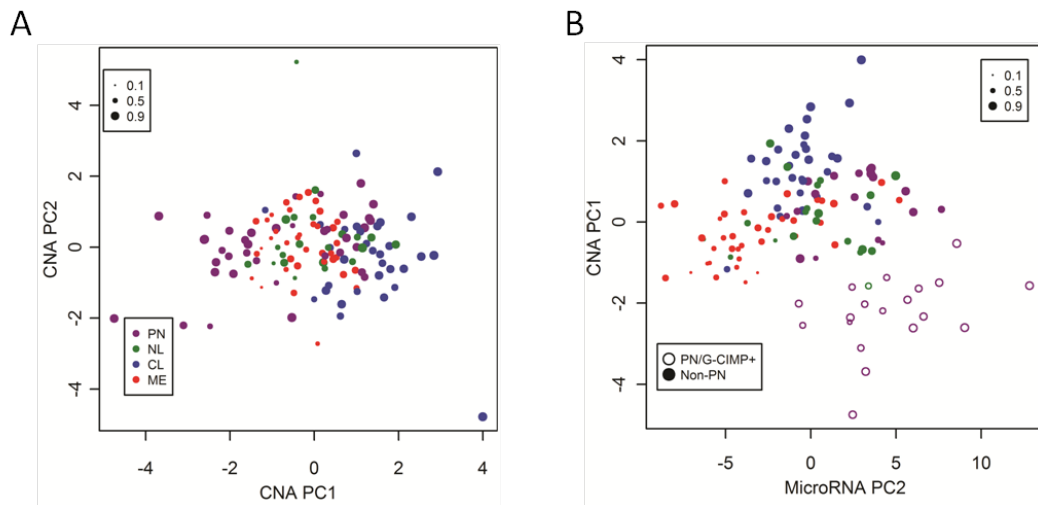 A
0.1
0.5
0.9
PN
NL
CL
ME
4
2
0
-2
-4
CNA PC2
-4 -2 0 2 4
CNA PC1
B
0.1
0.5
0.9
PN/G-CIMP+
Non-PN
4
2
0
-2
-4
CNA PC1
-5 0 5 10
MicroRNA PC2